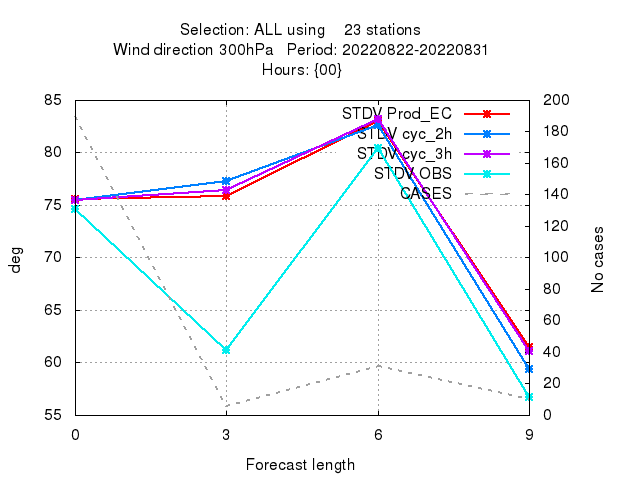 Selection: ALL using 23 stations
Wind direction 300hPa Period: 20220822-20220831
Hours: {00}
85
80
75
70
65
60
55
deg
200
180
160
140
120
100
80
60
40
20
0
No cases
STDV Prod_EC
STDV cyc_2h
STDV cyc_3h
STDV OBS
CASES
0 3 6 9
Forecast length